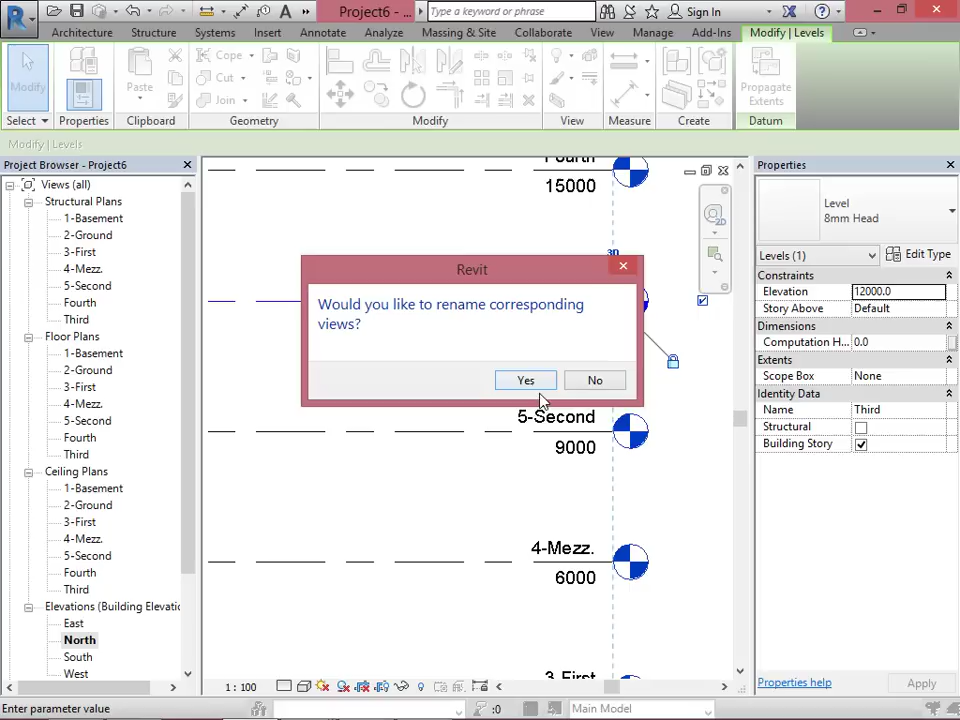 Project6 - ...
Type a keyword or phrase
Sign In
Architecture
Structure
Systems
Insert
Annotate
Analyze
Massing & Site
Collaborate
View
Manage
Add-Ins
Modify | Levels
Modify
Paste
Cope
Cut
Join
Propagate
Extents
Select
Properties
Clipboard
Geometry
Modify
View
Measure
Create
Datum
Modify | Levels
Project Browser - Project6
Views (all)
Structural Plans
1-Basement
2-Ground
3-First
4-Mezz.
5-Second
Fourth
Third
Floor Plans
1-Basement
2-Ground
3-First
4-Mezz.
5-Second
Fourth
Third
Ceiling Plans
1-Basement
2-Ground
3-First
4-Mezz.
5-Second
Fourth
Third
Elevations (Building Elevatio
East
North
South
West
Fourth
15000
3D
2D
Revit
Would you like to rename corresponding
views?
Yes
No
5-Second
9000
4-Mezz.
6000
3-First
1 : 100
Properties
Level
8mm Head
Levels (1)
Edit Type
Constraints
Elevation
12000.0
Story Above
Default
Dimensions
Computation H...
0.0
Extents
Scope Box
None
Identity Data
Name
Third
Structural
Building Story
Properties help
Apply
Enter parameter value
:0
Main Model